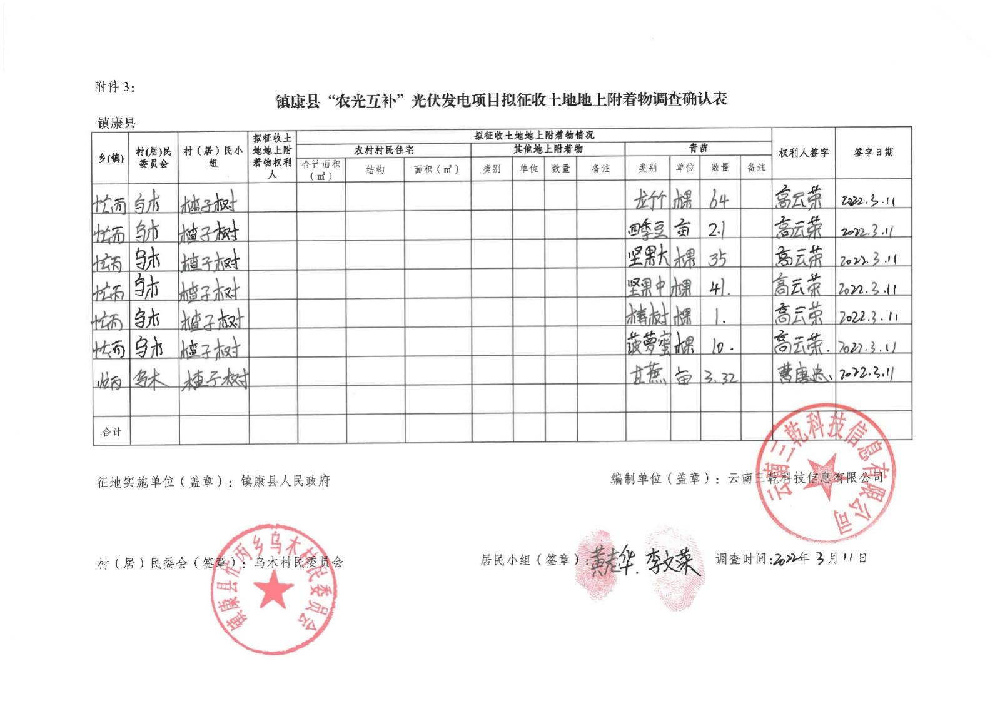 附件 3：
镇康县“农光互补”光伏发电项目拟征收土地地上附着物调查确认表
镇康县
乡(镇) 村(居)民委员会 村（居）民小组 拟征收土地地上附着物权利人 拟征收土地地上附着物情况 权利人签字 签字日期
农村村民住宅 其他地上附着物 青苗
合计面积（㎡） 结构 面积（㎡） 类别 单位 数量 备注 类别 单位 数量 备注
忙丙 乌木 楂子树 龙竹 棵 64 高云荣 2022.3.11
忙丙 乌木 楂子树 四季豆 亩 2.1 高云荣 2022.3.11
忙丙 乌木 楂子树 坚果大 棵 35 高云荣 2022.3.11
忙丙 乌木 楂子树 坚果中 棵 41. 高云荣 2022.3.11
忙丙 乌木 楂子树 椿树 棵 1. 高云荣 2022.3.11
忙丙 乌木 楂子树 菠萝蜜 棵 10. 高云荣. 2022.3.11
忙丙 乌木 楂子树 甘蔗 亩 3.32 曹唐忠 2022.3.11
合计
征地实施单位（盖章）：镇康县人民政府
编制单位（盖章）：云南三乾科技信息有限公司
云南三乾科技信息有限公司
村（居）民委会（签章）：乌木村民委员会
居民小组（签章）：黄老华. 李文荣
调查时间:2022年 3 月 11 日
镇康县忙丙乡乌木村民委员会